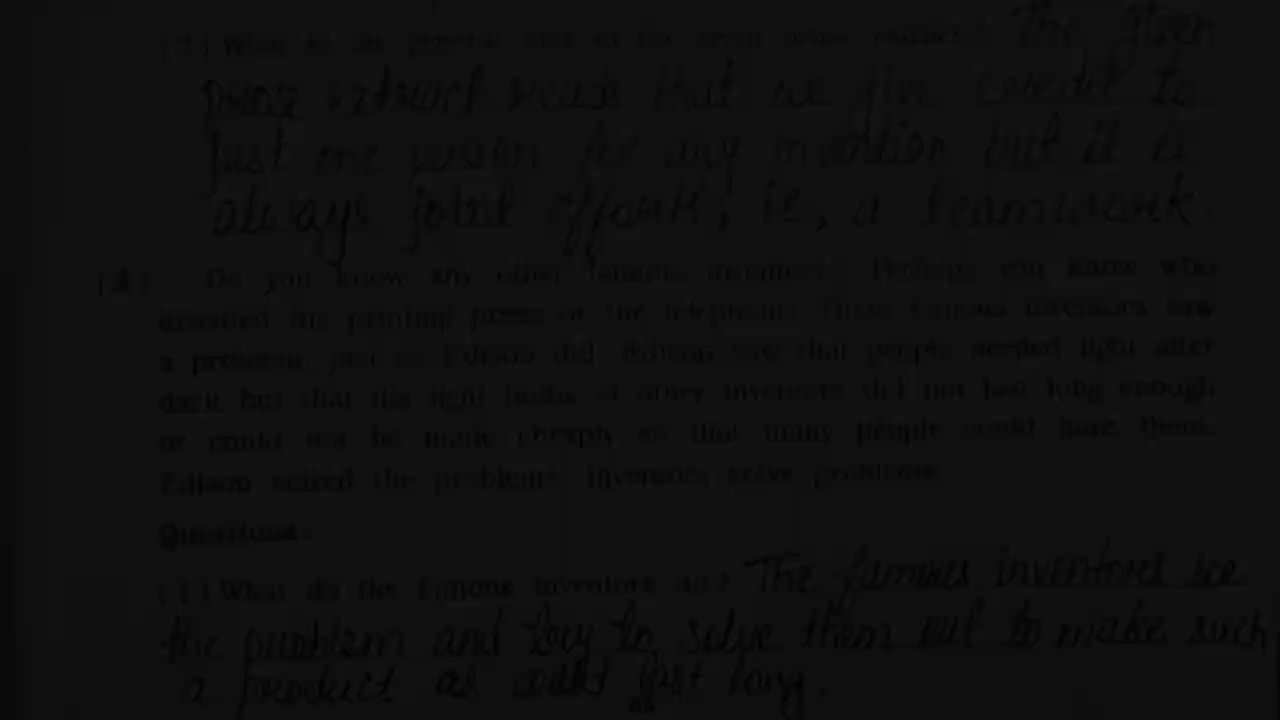 (3) What is the general idea of the given prose extract? The given
prose extract means that we give credit to
just one person for any invention but it is
always joint efforts, ie, a teamwork.
(2) Do you know any other famous inventors? Perhaps you know who
invented the printing press or the telephone. These famous inventors saw
a problem, just as Edison did. Edison saw that people needed light after
dark but that the light bulbs of other inventors did not last long enough
or could not be made cheaply so that many people could have them.
Edison solved the problems. Inventors solve problems.
Questions:
(1) What do the famous inventors do? The famous inventors see
the problem and try to solve them out to make such
a product as last long.